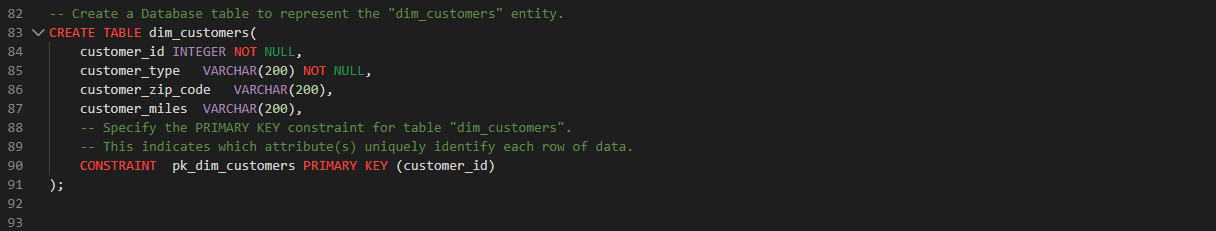 82 -- Create a Database table to represent the "dim_customers" entity.
83 CREATE TABLE dim_customers(
84     customer_id INTEGER NOT NULL,
85     customer_type   VARCHAR(200) NOT NULL,
86     customer_zip_code   VARCHAR(200),
87     customer_miles  VARCHAR(200),
88     -- Specify the PRIMARY KEY constraint for table "dim_customers".
89     -- This indicates which attribute(s) uniquely identify each row of data.
90     CONSTRAINT  pk_dim_customers PRIMARY KEY (customer_id)
91 );
92
93